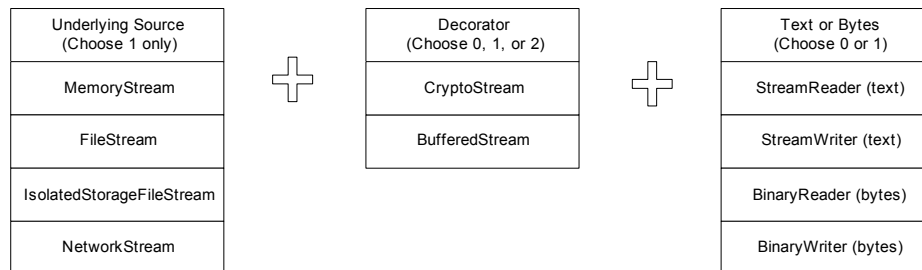 Underlying Source
(Choose 1 only)
MemoryStream
FileStream
IsolatedStorageFileStream
NetworkStream
Decorator
(Choose 0, 1, or 2)
CryptoStream
BufferedStream
Text or Bytes
(Choose 0 or 1)
StreamReader (text)
StreamWriter (text)
BinaryReader (bytes)
BinaryWriter (bytes)